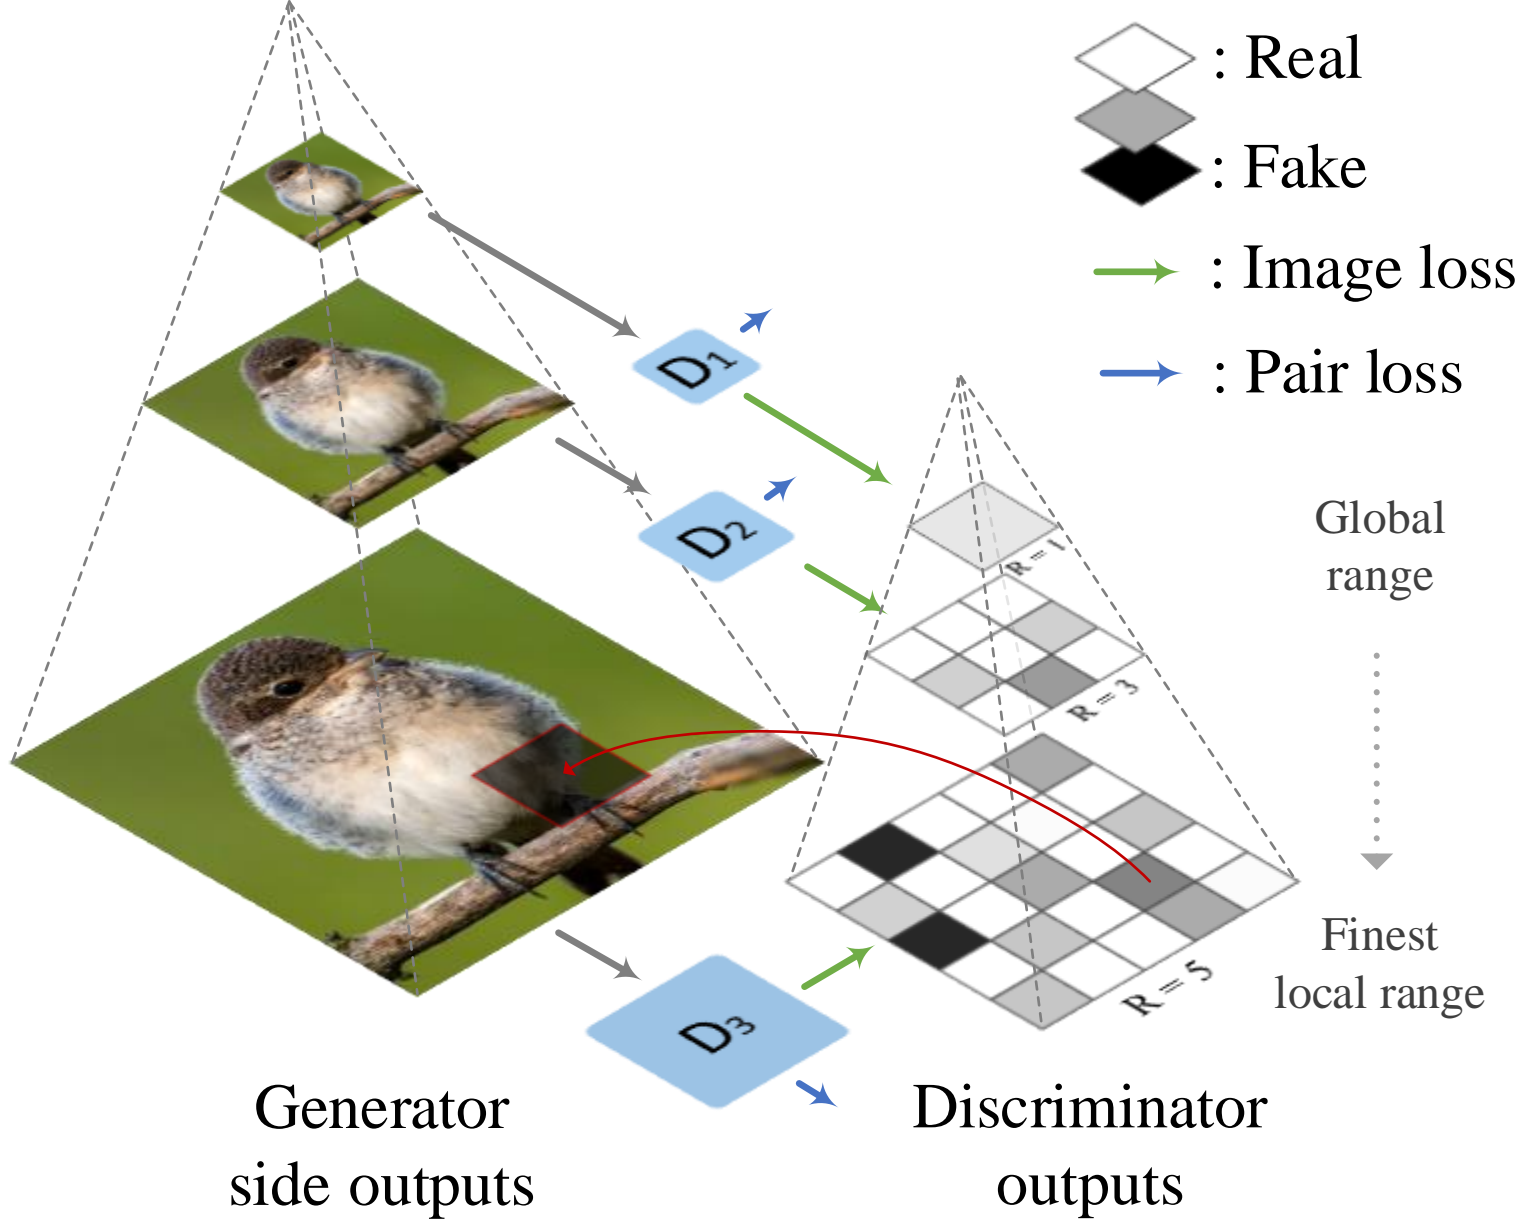 : Real
: Fake
: Image loss
: Pair loss
D1
D2
D3
R = 1
R = 3
R = 5
Global
range
Finest
local range
Generator
side outputs
Discriminator
outputs